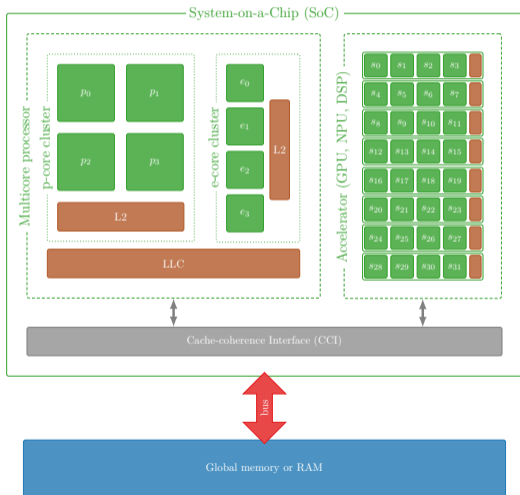 System-on-a-Chip (SoC)
Multicore processor
p-core cluster
p0 p1
p2 p3
L2
e-core cluster
e0
e1
e2
e3
L2
LLC
Accelerator (GPU, NPU, DSP)
s0 s1 s2 s3
s4 s5 s6 s7
s8 s9 s10 s11
s12 s13 s14 s15
s16 s17 s18 s19
s20 s21 s22 s23
s24 s25 s26 s27
s28 s29 s30 s31
Cache-coherence Interface (CCI)
bus
Global memory or RAM